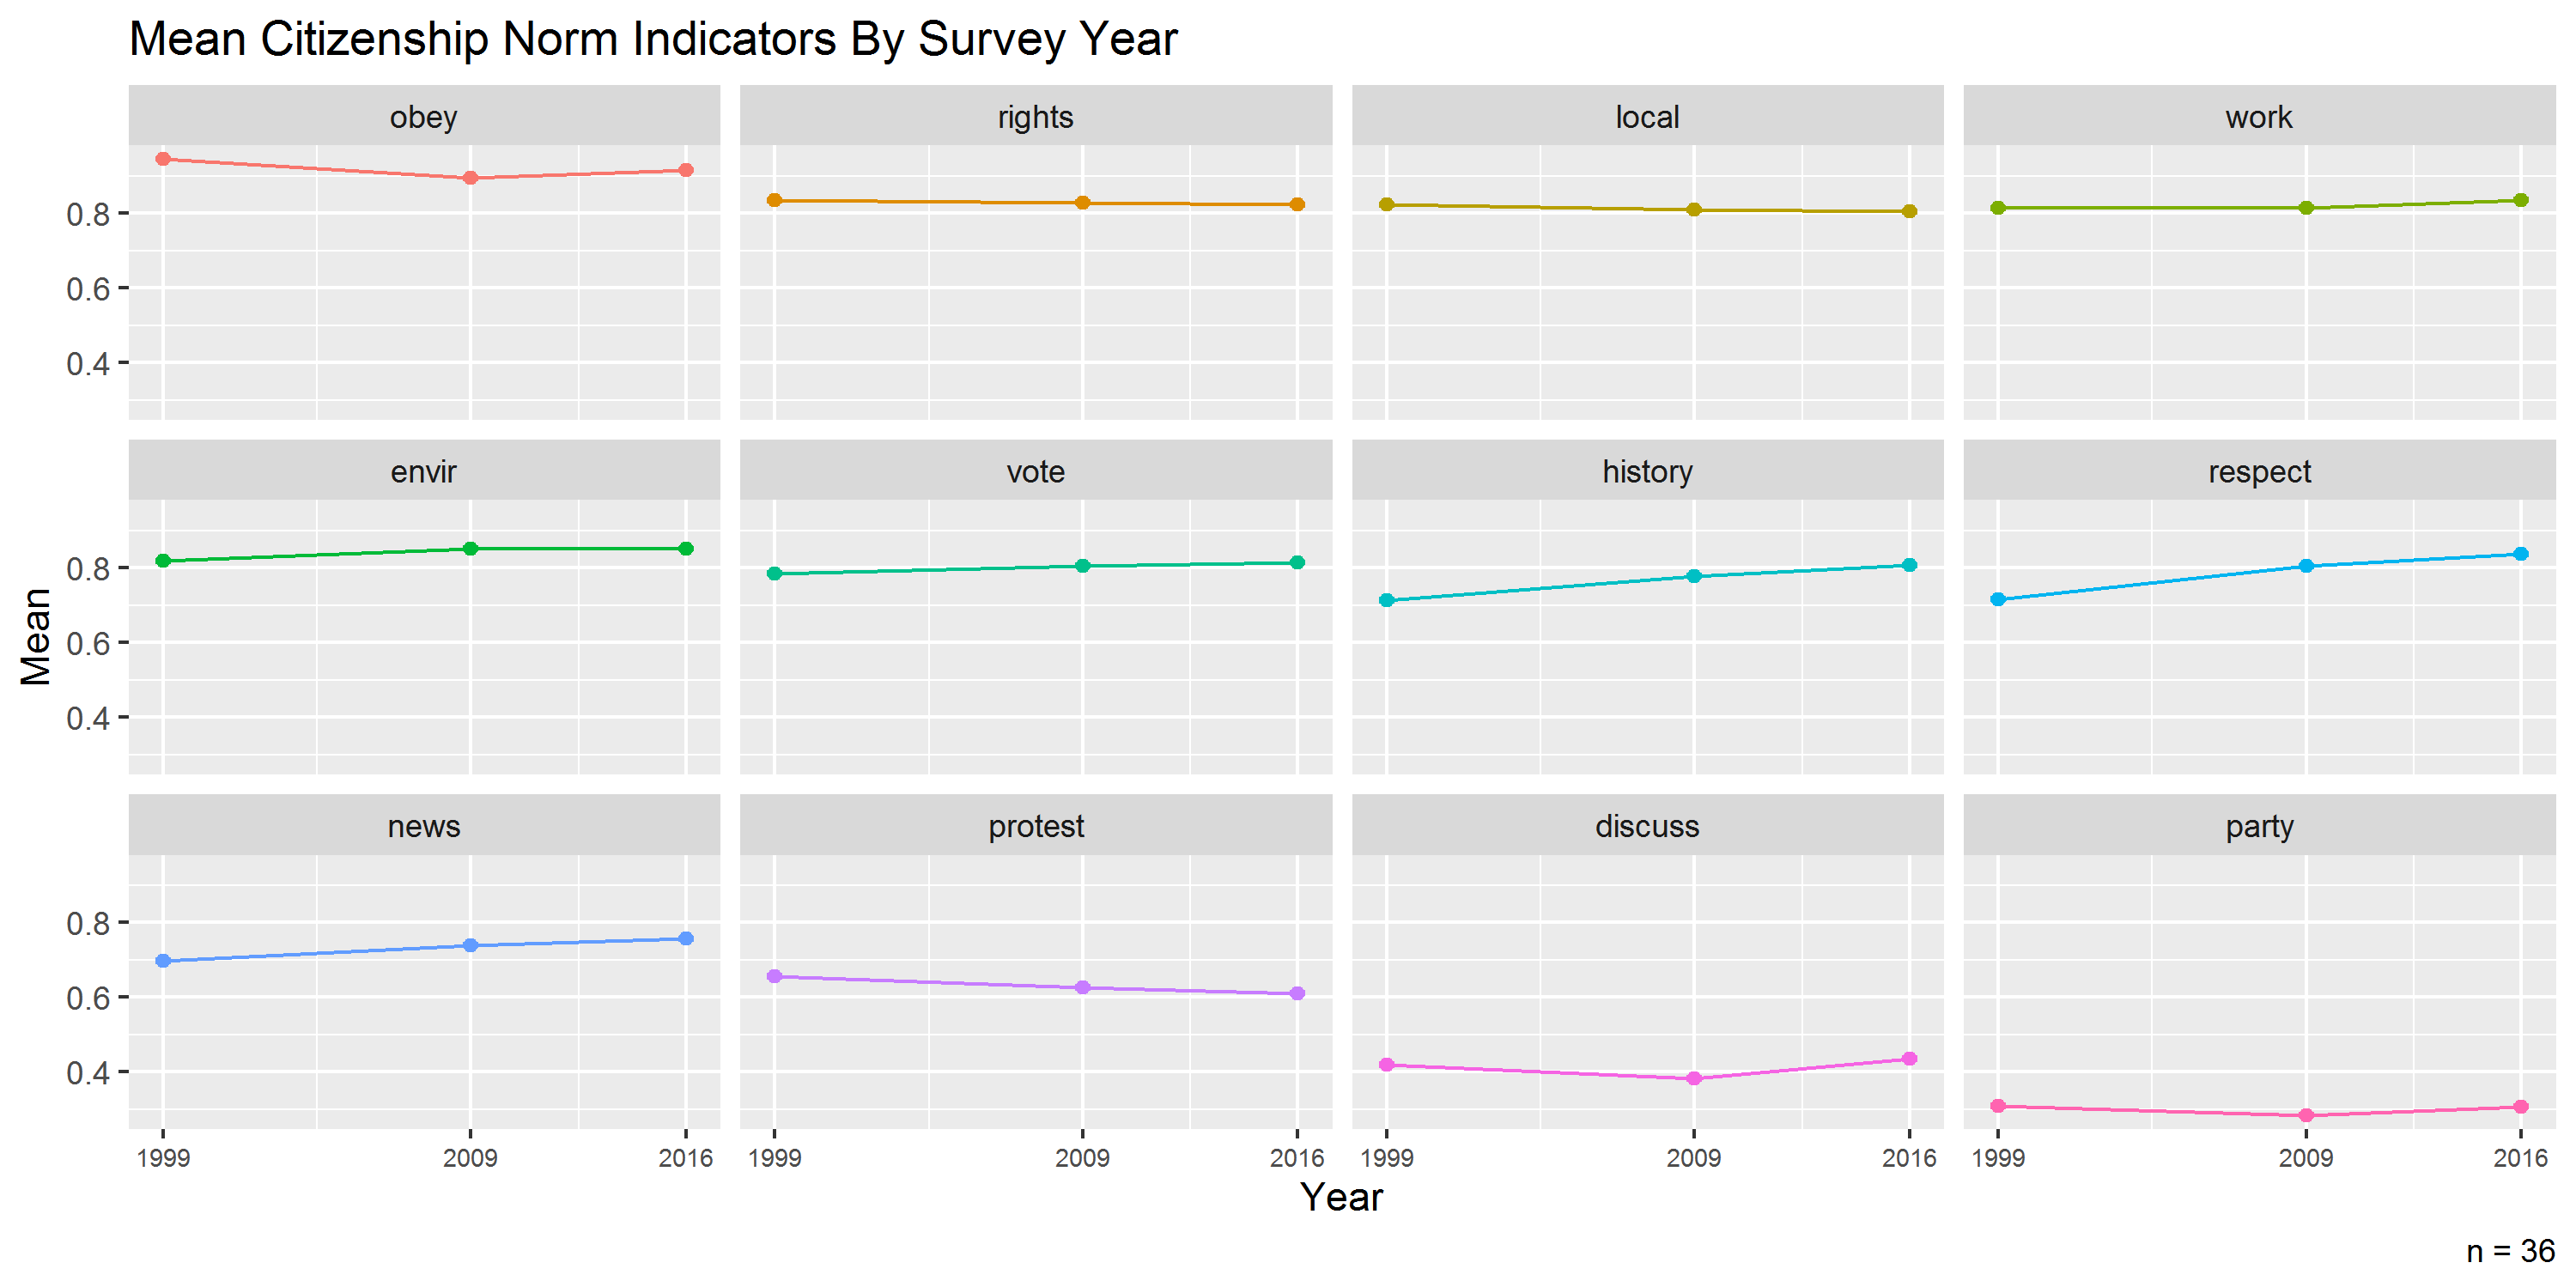 Mean Citizenship Norm Indicators By Survey Year
obey
rights
local
work
0.8
0.6
0.4
envir
vote
history
respect
0.8
0.6
0.4
Mean
news
protest
discuss
party
0.8
0.6
0.4
1999 2009 2016 1999 2009 2016 1999 2009 2016 1999 2009 2016
Year
n = 36